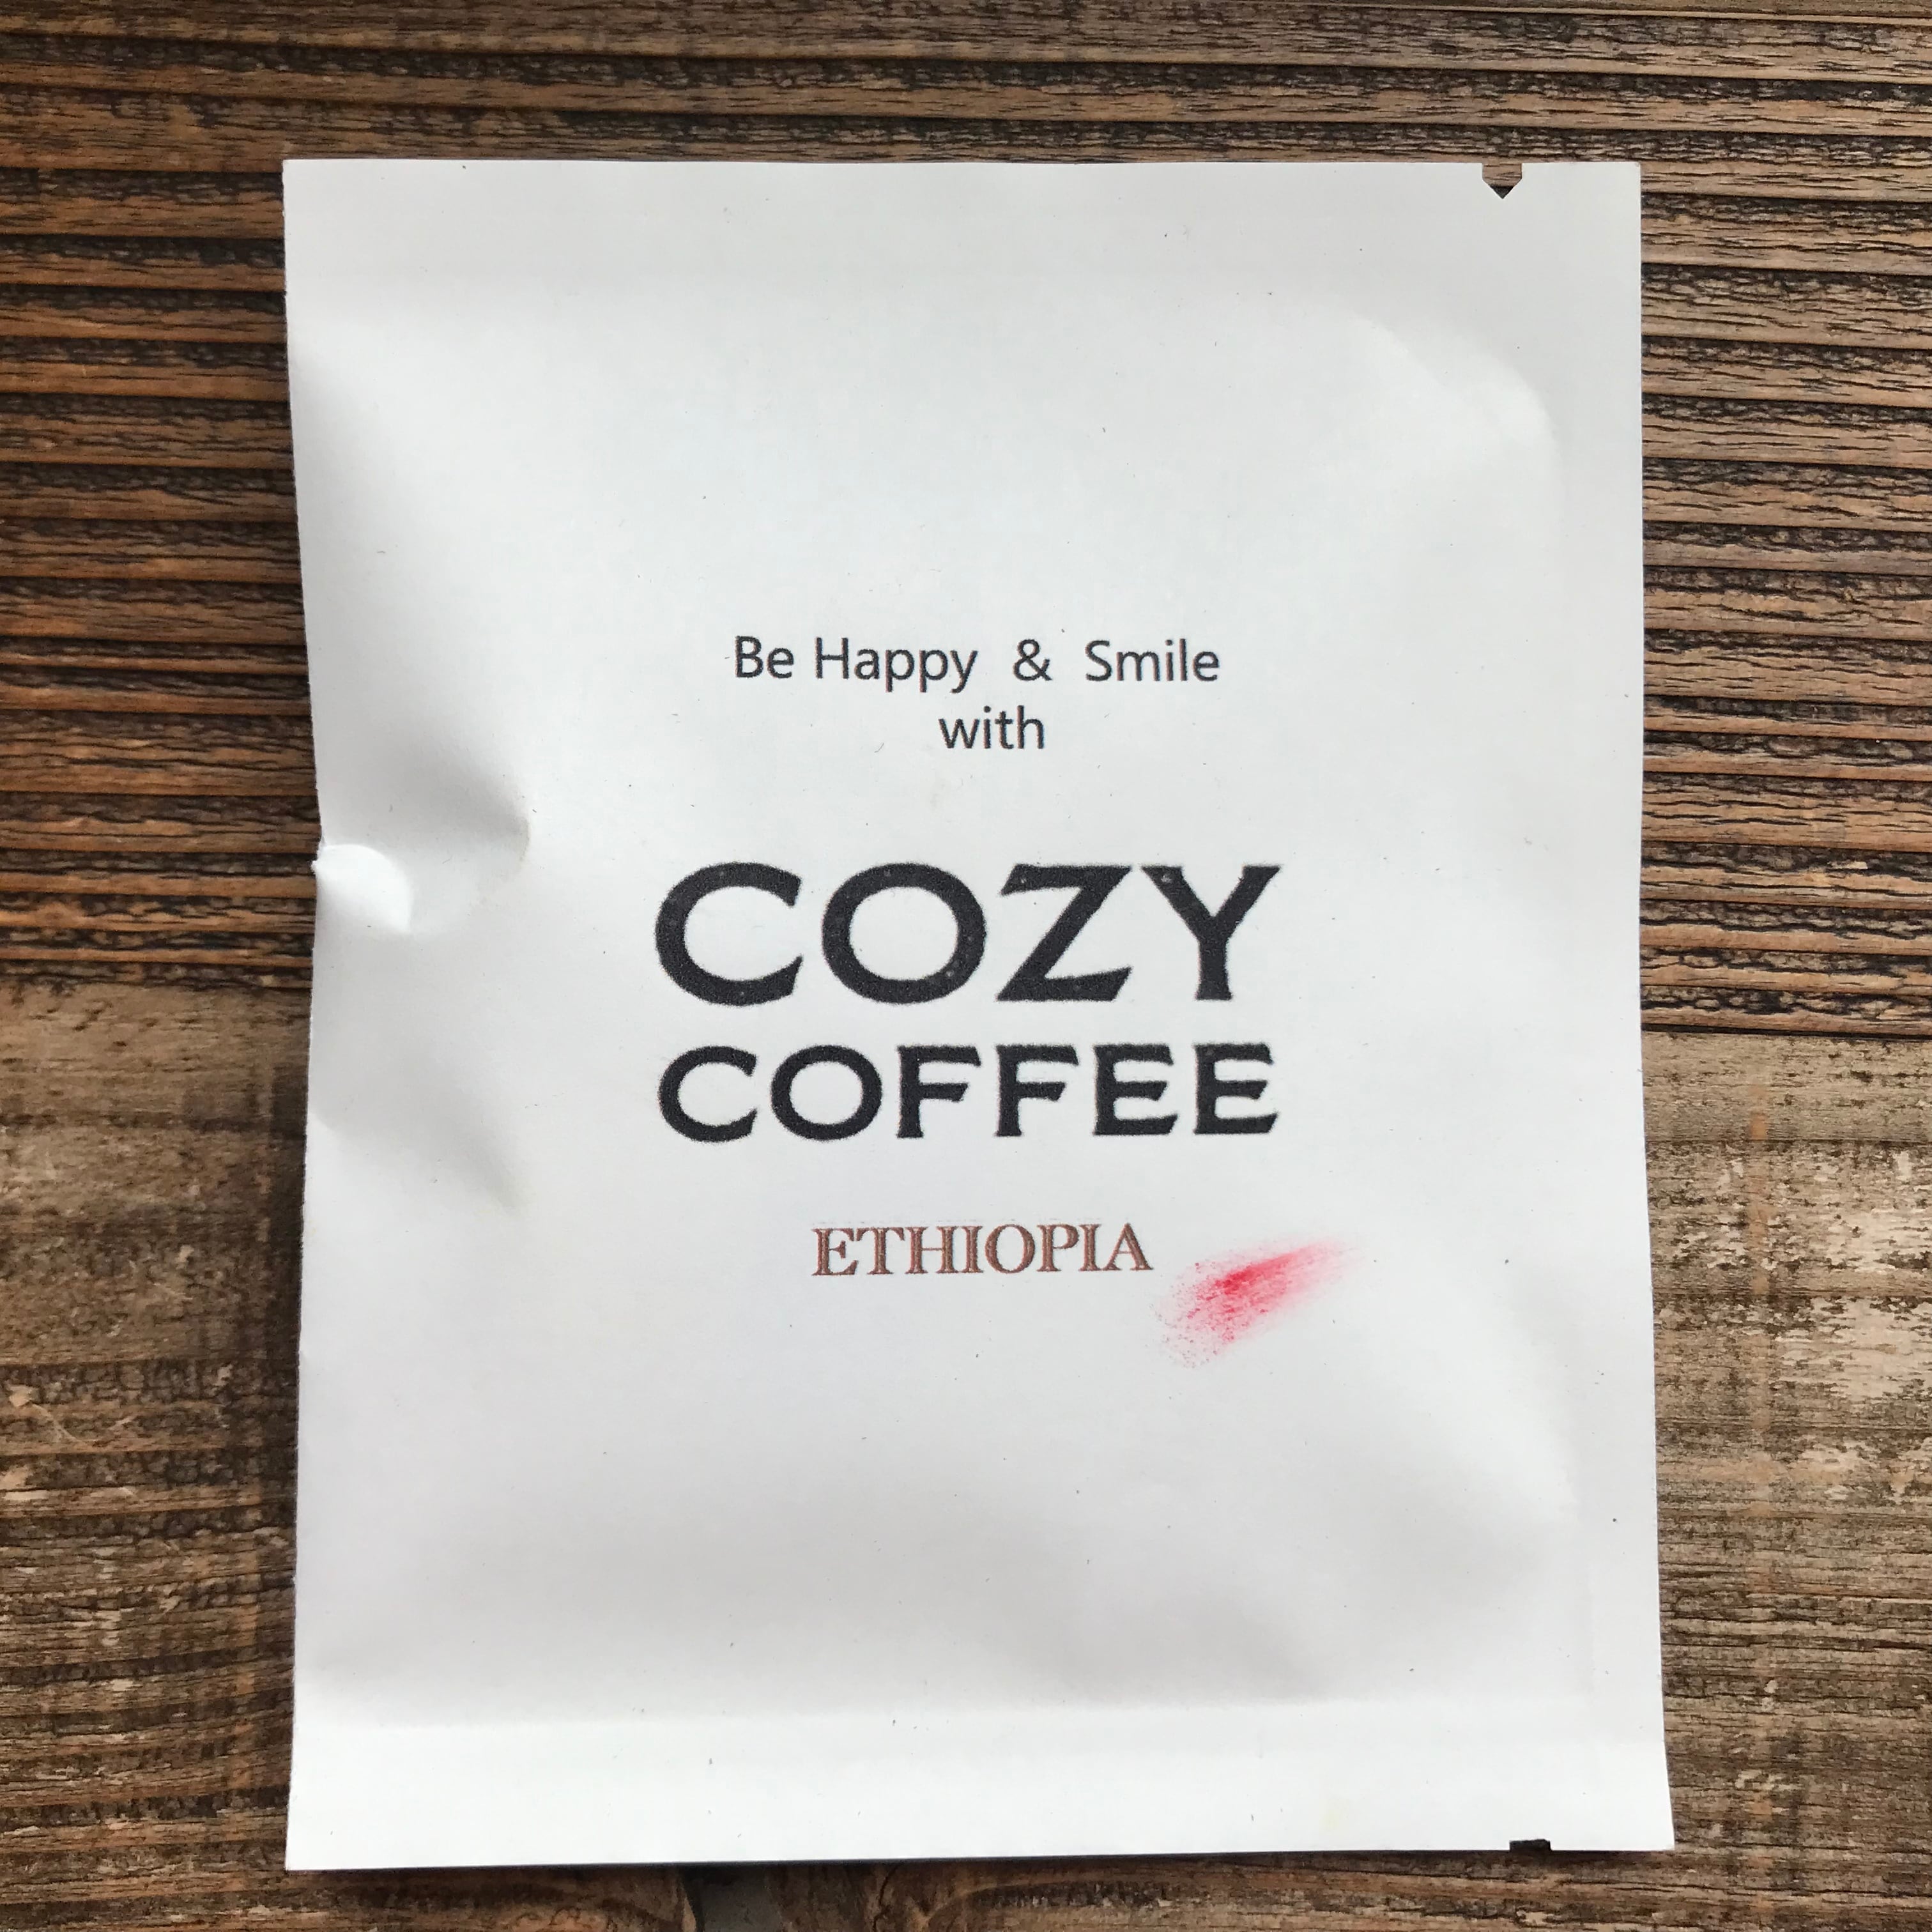 Be Happy & Smile
with
COZY
COFFEE
ETHIOPIA